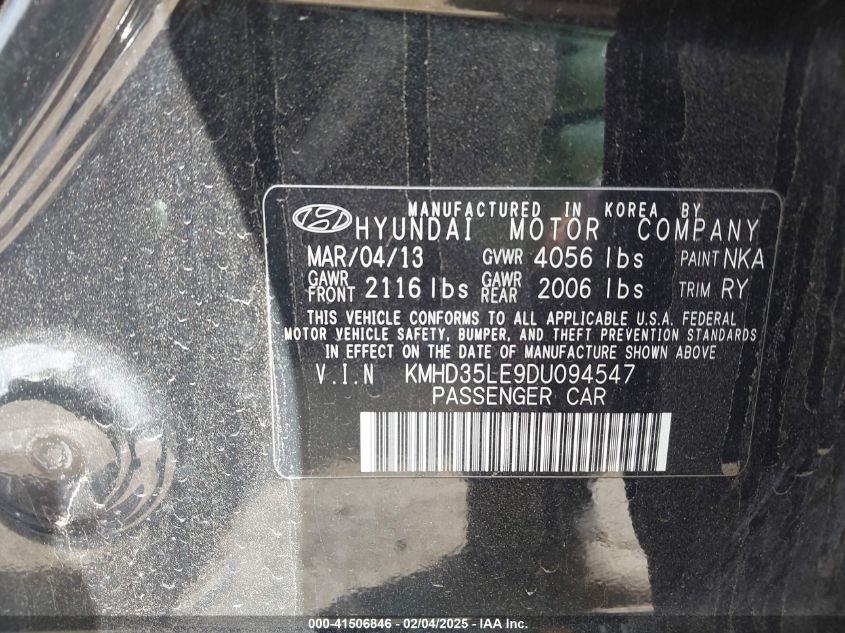 MANUFACTURED IN KOREA BY
HYUNDAI MOTOR COMPANY
MAR/04/13 GVWR 4056 lbs PAINT NKA
GAWR FRONT 2116 lbs GAWR REAR 2006 lbs TRIM RY
THIS VEHICLE CONFORMS TO ALL APPLICABLE U.S.A. FEDERAL
MOTOR VEHICLE SAFETY, BUMPER, AND THEFT PREVENTION STANDARDS
IN EFFECT ON THE DATE OF MANUFACTURE SHOWN ABOVE
V.I.N KMHD35LE9DU094547
PASSENGER CAR
000-41506846 - 02/04/2025 - IAA Inc.